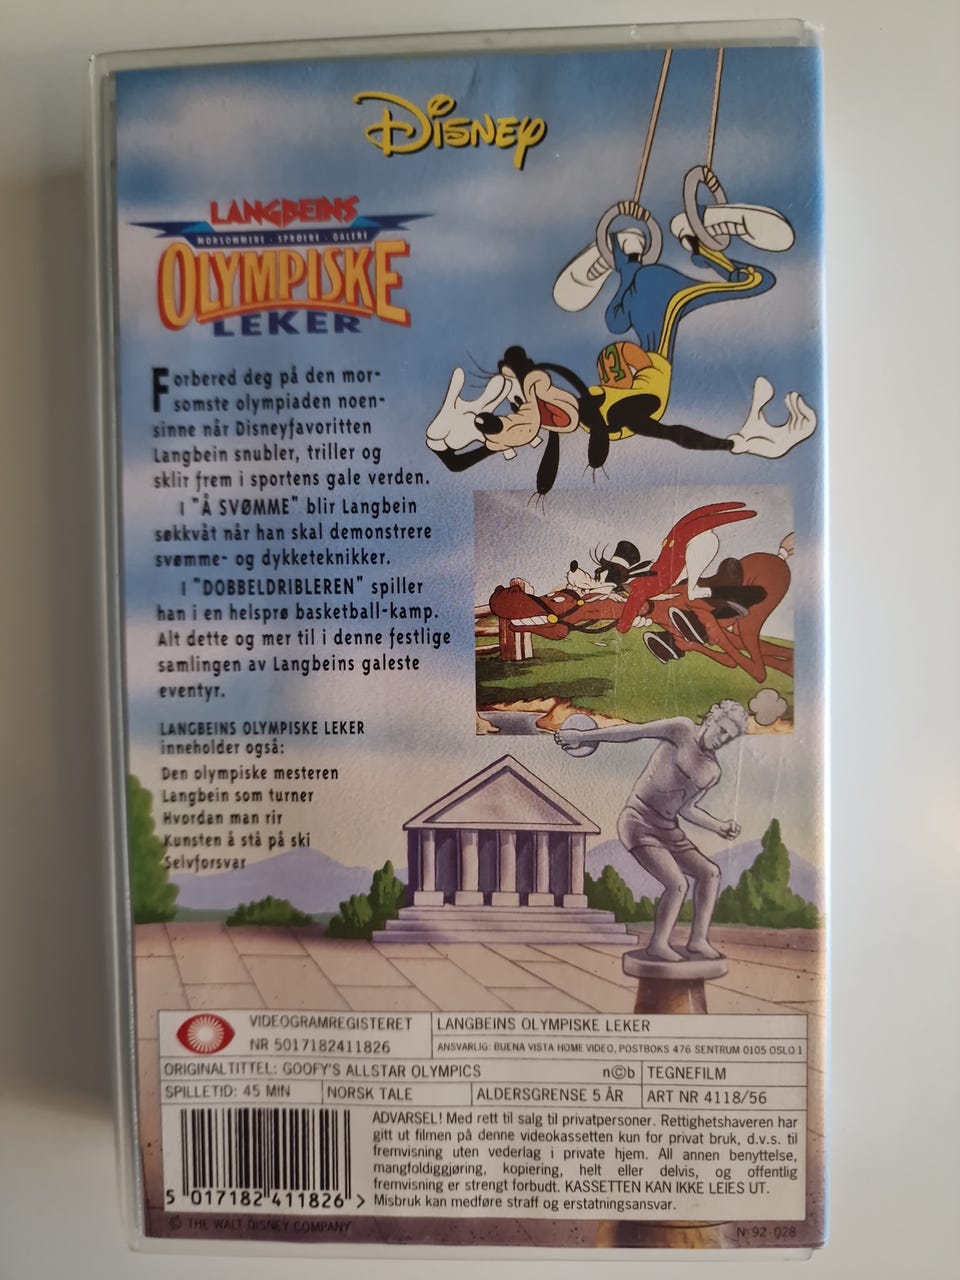 DISNEY
LANGBEINS
MORSOMMERE · SPRØERE · GALERE
OLYMPISKE
LEKER
13
Forbered deg på den mor-
somste olympiaden noen-
sinne når Disneyfavoritten
Langbein snubler, triller og
sklir frem i sportens gale verden.
I "Å SVØMME" blir Langbein
søkkvåt når han skal demonstrere
svømme- og dykketeknikker.
I "DOBBELDRIBLEREN" spiller
han i en helsprø basketball-kamp.
Alt dette og mer til i denne festlige
samlingen av Langbeins galeste
eventyr.
LANGBEINS OLYMPISKE LEKER
inneholder også:
Den olympiske mesteren
Langbein som turner
Hvordan man rir
Kunsten å stå på ski
Selvforsvar
VIDEOGRAMREGISTERET
NR 5017182411826
LANGBEINS OLYMPISKE LEKER
ANSVARLIG: BUENA VISTA HOME VIDEO, POSTBOKS 476 SENTRUM 0105 OSLO 1
ORIGINALTITTEL: GOOFY'S ALLSTAR OLYMPICS
n©b
TEGNEFILM
SPILLETID: 45 MIN
NORSK TALE
ALDERSGRENSE 5 ÅR
ART NR 4118/56
ADVARSEL! Med rett til salg til privatpersoner. Rettighetshaveren har
gitt ut filmen på denne videokassetten kun for privat bruk, d.v.s. til
fremvisning uten vederlag i private hjem. All annen benyttelse,
mangfoldiggjøring, kopiering, helt eller delvis, og offentlig
fremvisning er strengt forbudt. KASSETTEN KAN IKKE LEIES UT.
Misbruk kan medføre straff og erstatningsansvar.
5 017182 411826 >
© THE WALT DISNEY COMPANY
N: 92-028